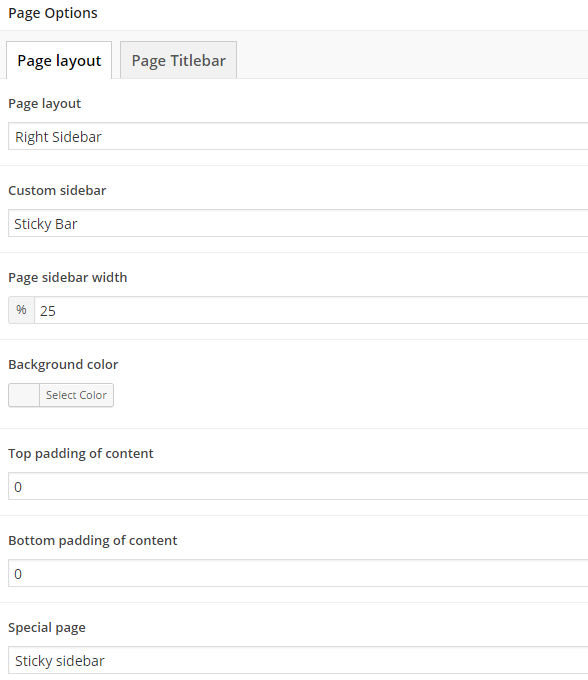 Page Options
Page layout
Page Titlebar
Page layout
Right Sidebar
Custom sidebar
Sticky Bar
Page sidebar width
% 25
Background color
Select Color
Top padding of content
0
Bottom padding of content
0
Special page
Sticky sidebar